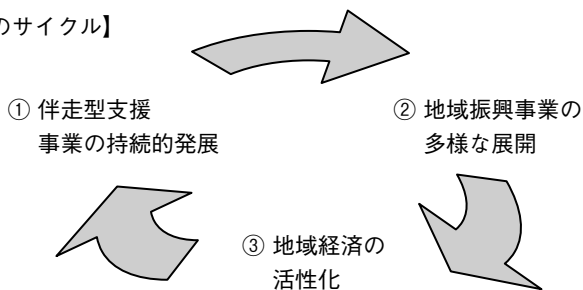 のサイクル】
① 伴走型支援
事業の持続的発展
② 地域振興事業の
多様な展開
③ 地域経済の
活性化